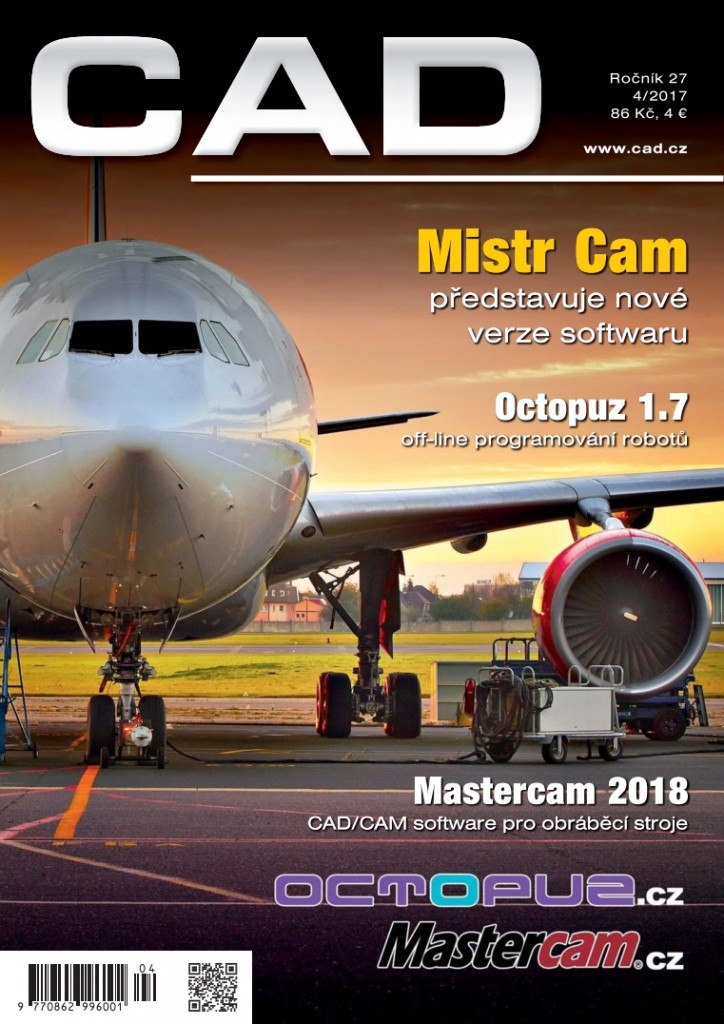 CAD
Ročník 27
4/2017
86 Kč, 4 €
www.cad.cz
Mistr Cam
představuje nové
verze softwaru
Octopuz 1.7
off-line programování robotů
Mastercam 2018
CAD/CAM software pro obráběcí stroje
OCTOPUZ.cz
Mastercam.cz
04
9 770862 996001